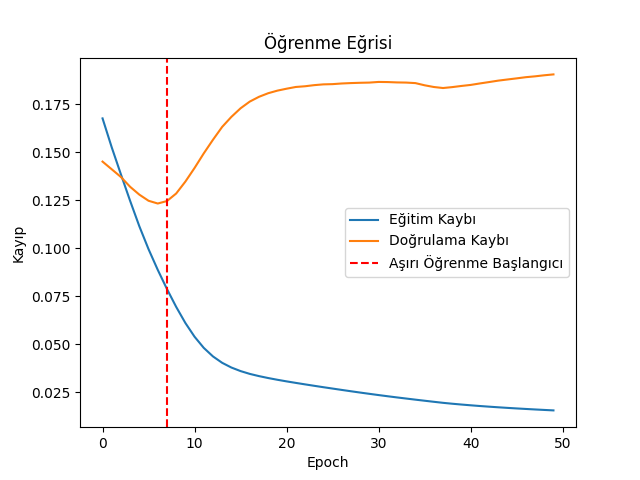 Öğrenme Eğrisi
Kayıp
0.175
0.150
0.125
0.100
0.075
0.050
0.025
Eğitim Kaybı
Doğrulama Kaybı
Aşırı Öğrenme Başlangıcı
0 10 20 30 40 50
Epoch